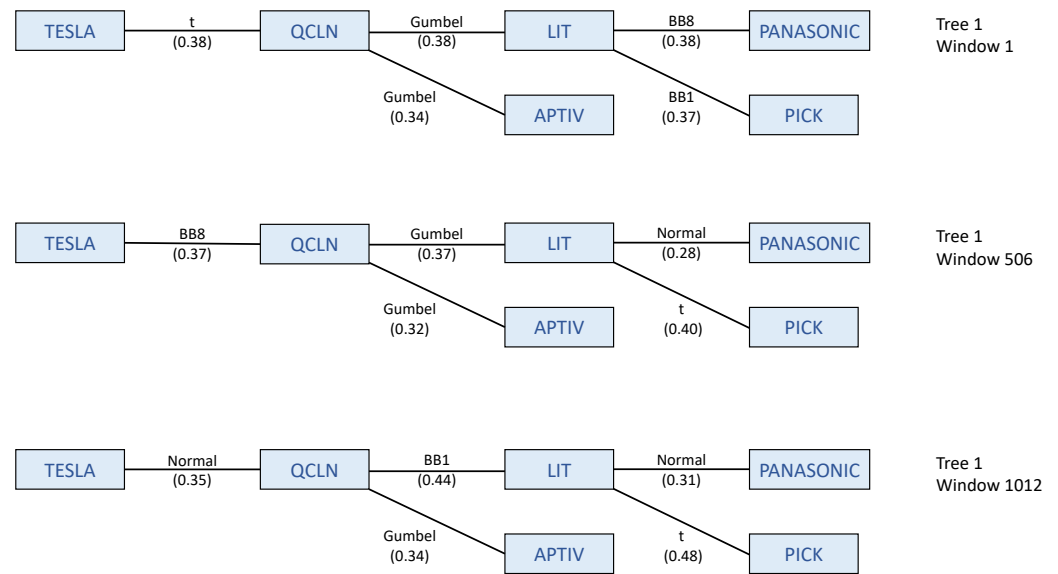 t Gumbel BB8
TESLA QCLN LIT PANASONIC Tree 1
(0.38) (0.38) (0.38) Window 1
Gumbel BB1
(0.34) APTIV (0.37) PICK
BB8 Gumbel Normal
TESLA QCLN LIT PANASONIC Tree 1
(0.37) (0.37) (0.28) Window 506
Gumbel t
(0.32) APTIV (0.40) PICK
Normal BB1 Normal
TESLA QCLN LIT PANASONIC Tree 1
(0.35) (0.44) (0.31) Window 1012
Gumbel t
(0.34) APTIV (0.48) PICK